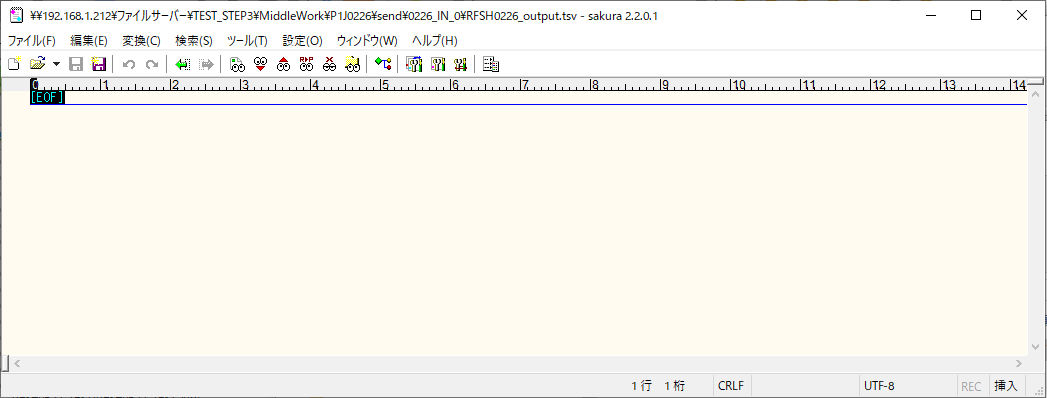 ¥¥192.168.1.212¥ファイルサーバー¥TEST_STEP3¥MiddleWork¥P1J0226¥send¥0226_IN_0¥RFSH0226_output.tsv - sakura 2.2.0.1
ファイル(F) 編集(E) 変換(C) 検索(S) ツール(T) 設定(O) ウィンドウ(W) ヘルプ(H)
0 1 2 3 4 5 6 7 8 9 10 11 12 13 14
[EOF]
1 行 1 桁 CRLF UTF-8 REC 挿入